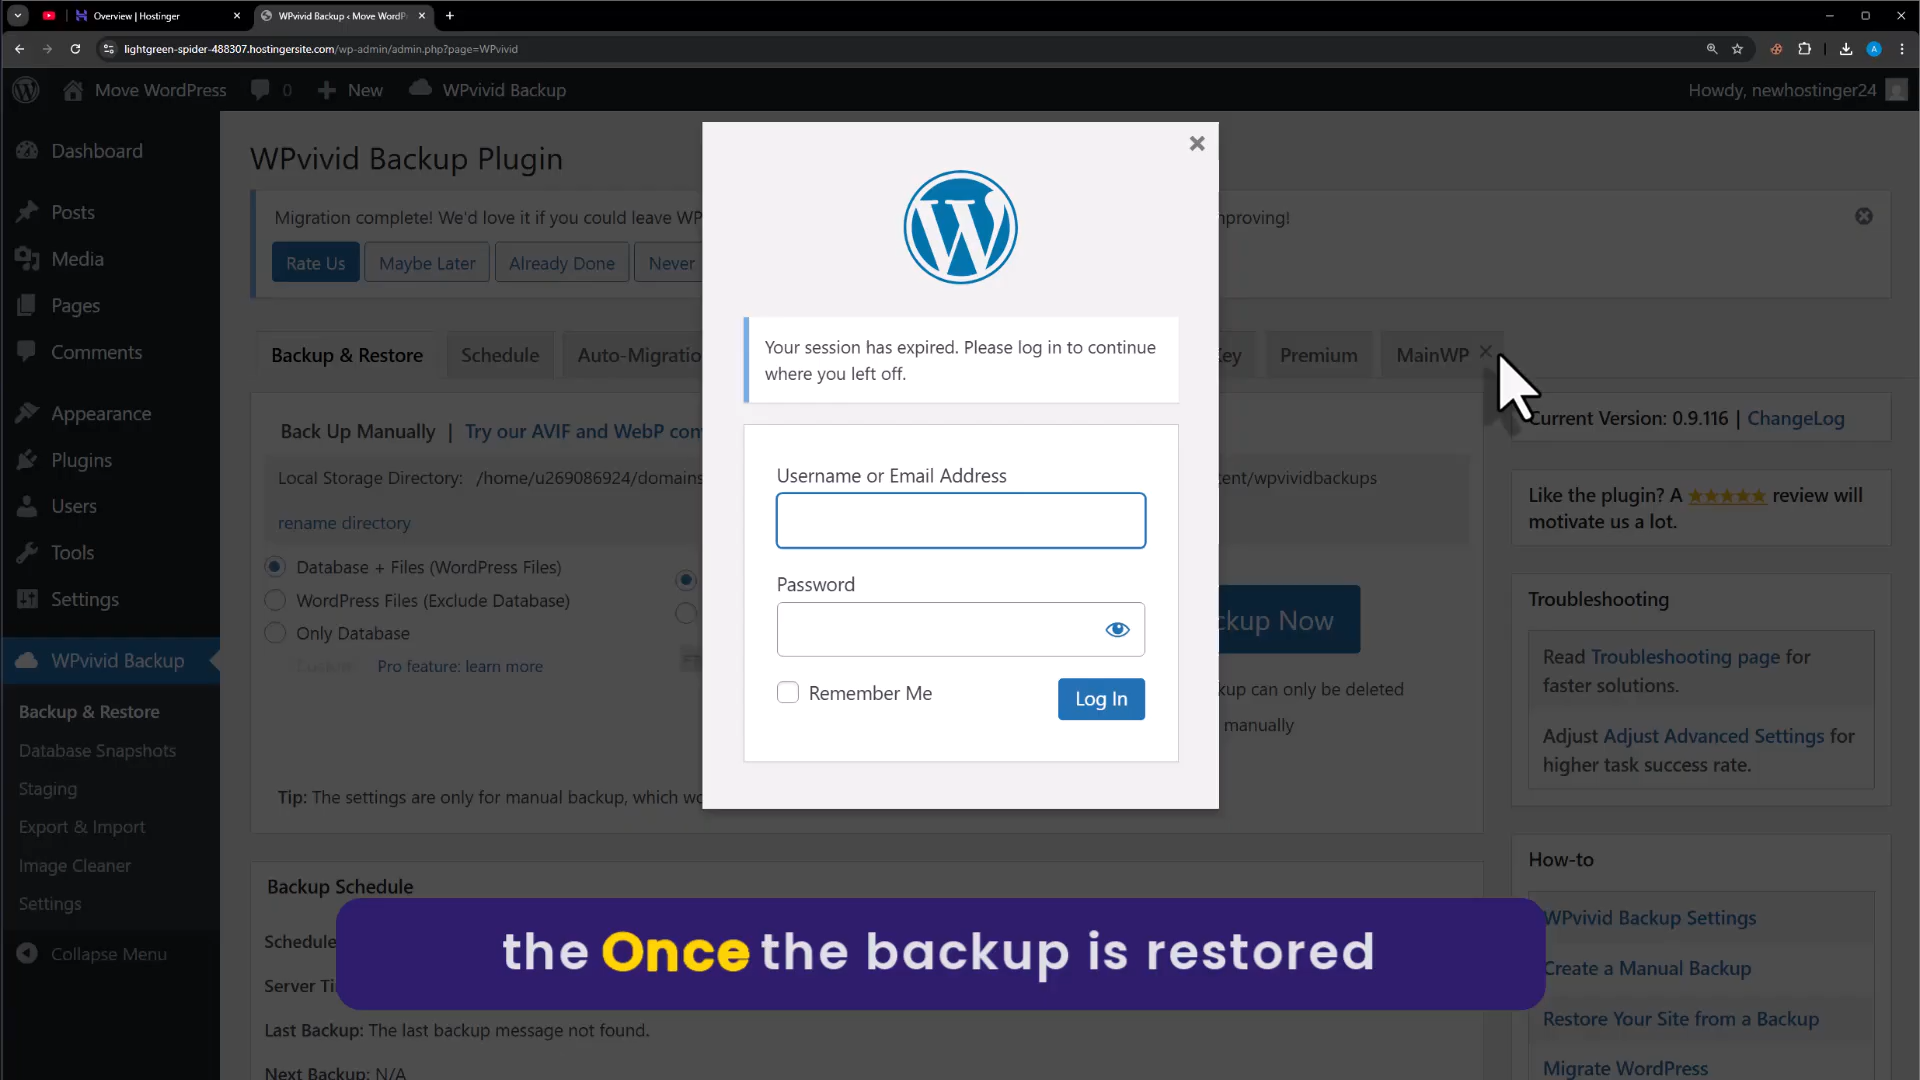 Overview | Hostinger
WPvivid Backup ‹ Move WordP
lightgreen-spider-488307.hostingersite.com/wp-admin/admin.php?page=WPvivid
A
Move WordPress
0
New
WPvivid Backup
Howdy, newhostinger24
Dashboard
Posts
Media
Pages
Comments
Appearance
Plugins
Users
Tools
Settings
WPvivid Backup
Backup & Restore
Database Snapshots
Staging
Export & Import
Image Cleaner
Settings
Collapse Menu
WPvivid Backup Plugin
Migration complete! We'd love it if you could leave WP
mproving!
Rate Us
Maybe Later
Already Done
Never
Backup & Restore
Schedule
Auto-Migratio
Key
Premium
MainWP
Back Up Manually | Try our AVIF and WebP con
Local Storage Directory: /home/u269086924/domains
tent/wpvividbackups
rename directory
Database + Files (WordPress Files)
WordPress Files (Exclude Database)
Only Database
Custom
Pro feature: learn more
ckup Now
kup can only be deleted
manually
Tip: The settings are only for manual backup, which wo
Backup Schedule
Schedule
Server Ti
Last Backup: The last backup message not found.
Next Backup: N/A
Your session has expired. Please log in to continue
where you left off.
Username or Email Address
Password
Remember Me
Log In
Current Version: 0.9.116 | ChangeLog
Like the plugin? A ★★★★★ review will
motivate us a lot.
Troubleshooting
Read Troubleshooting page for
faster solutions.
Adjust Adjust Advanced Settings for
higher task success rate.
How-to
WPvivid Backup Settings
Create a Manual Backup
Restore Your Site from a Backup
Migrate WordPress
the Once the backup is restored